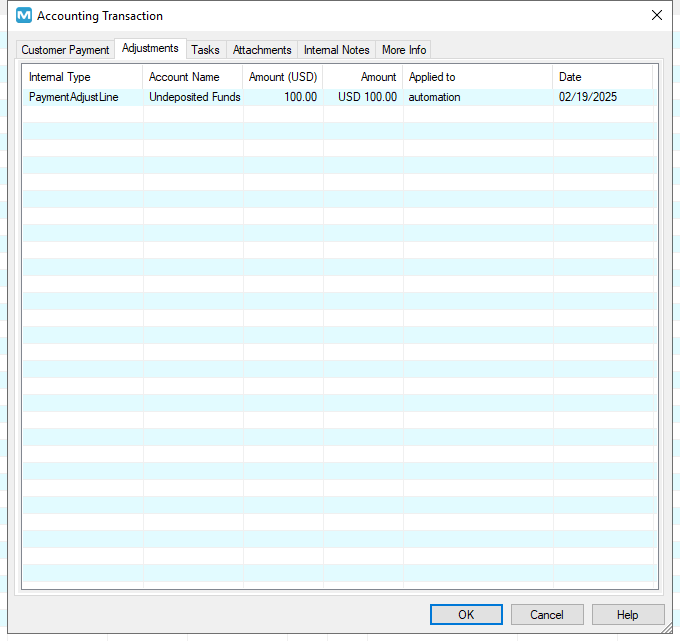 Accounting Transaction
Customer Payment Adjustments Tasks Attachments Internal Notes More Info
Internal Type Account Name Amount (USD) Amount Applied to Date
PaymentAdjustLine Undeposited Funds 100.00 USD 100.00 automation 02/19/2025
OK Cancel Help